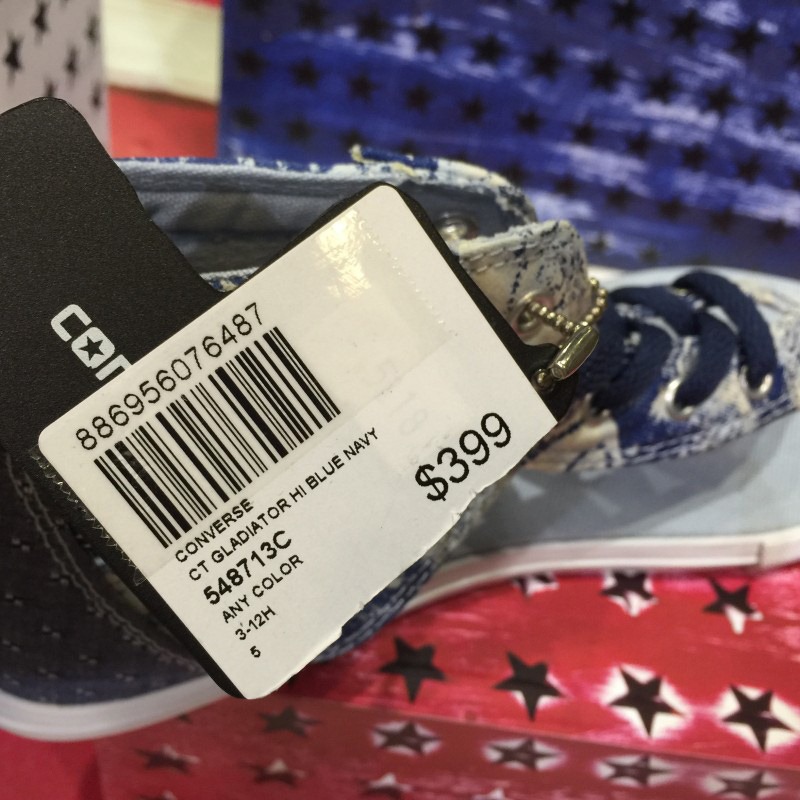 CON
886956076487
CONVERSE
CT GLADIATOR HI BLUE NAVY
$399
548713C
ANY COLOR
3-12H
5